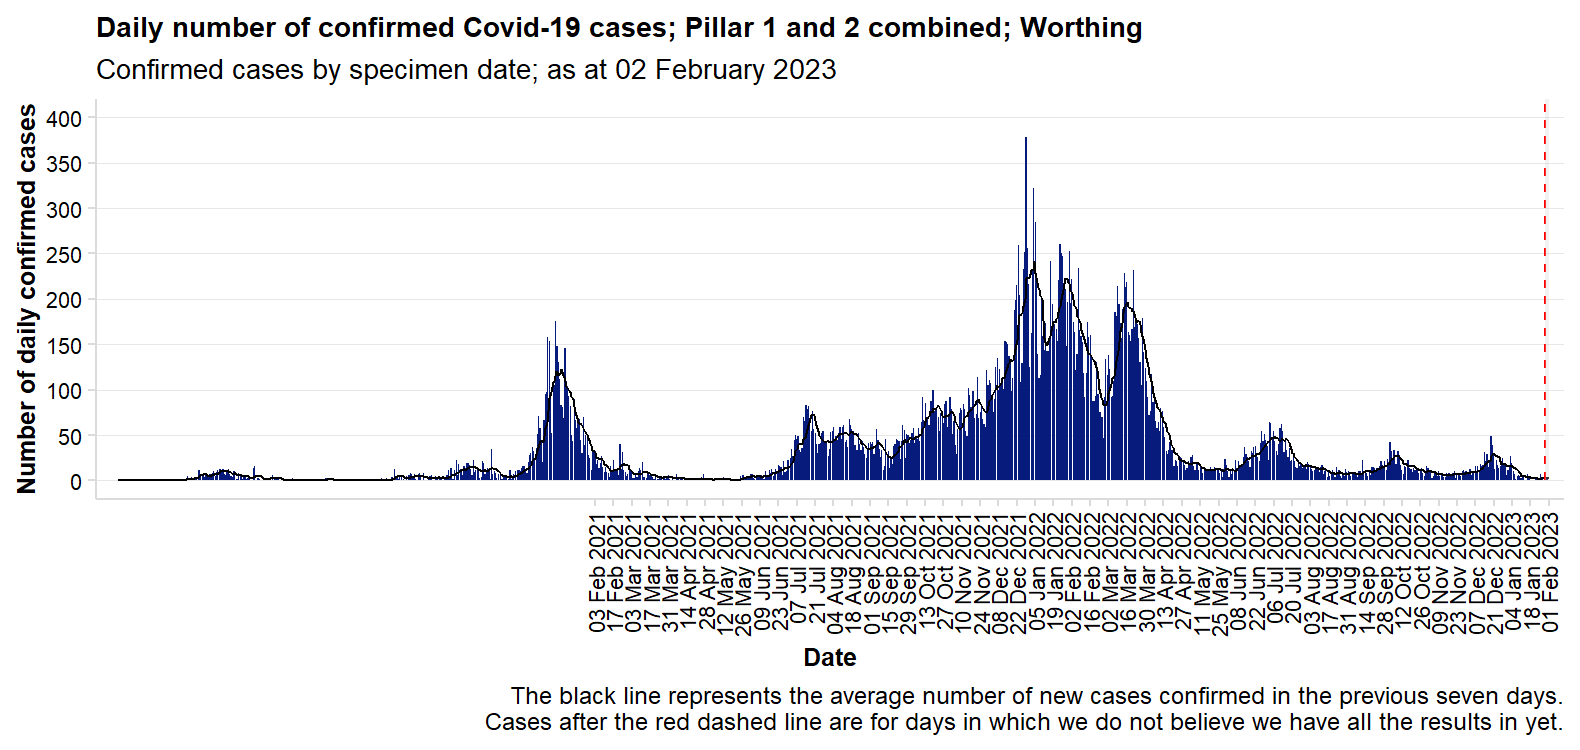 Daily number of confirmed Covid-19 cases; Pillar 1 and 2 combined; Worthing
Confirmed cases by specimen date; as at 02 February 2023
Number of daily confirmed cases
400
350
300
250
200
150
100
50
0
03 Feb 2021
17 Feb 2021
03 Mar 2021
17 Mar 2021
31 Mar 2021
14 Apr 2021
28 Apr 2021
12 May 2021
26 May 2021
09 Jun 2021
23 Jun 2021
07 Jul 2021
21 Jul 2021
04 Aug 2021
18 Aug 2021
01 Sep 2021
15 Sep 2021
29 Sep 2021
13 Oct 2021
27 Oct 2021
10 Nov 2021
24 Nov 2021
08 Dec 2021
22 Dec 2021
05 Jan 2022
19 Jan 2022
02 Feb 2022
16 Feb 2022
02 Mar 2022
16 Mar 2022
30 Mar 2022
13 Apr 2022
27 Apr 2022
11 May 2022
25 May 2022
08 Jun 2022
22 Jun 2022
06 Jul 2022
20 Jul 2022
03 Aug 2022
17 Aug 2022
31 Aug 2022
14 Sep 2022
28 Sep 2022
12 Oct 2022
26 Oct 2022
09 Nov 2022
23 Nov 2022
07 Dec 2022
21 Dec 2022
04 Jan 2023
18 Jan 2023
01 Feb 2023
Date
The black line represents the average number of new cases confirmed in the previous seven days.
Cases after the red dashed line are for days in which we do not believe we have all the results in yet.